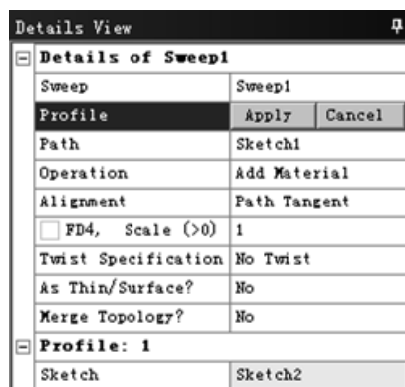 Details View
Details of Sweep1
Sweep Sweep1
Profile Apply Cancel
Path Sketch1
Operation Add Material
Alignment Path Tangent
FD4, Scale (>0) 1
Twist Specification No Twist
As Thin/Surface? No
Merge Topology? No
Profile: 1
Sketch Sketch2